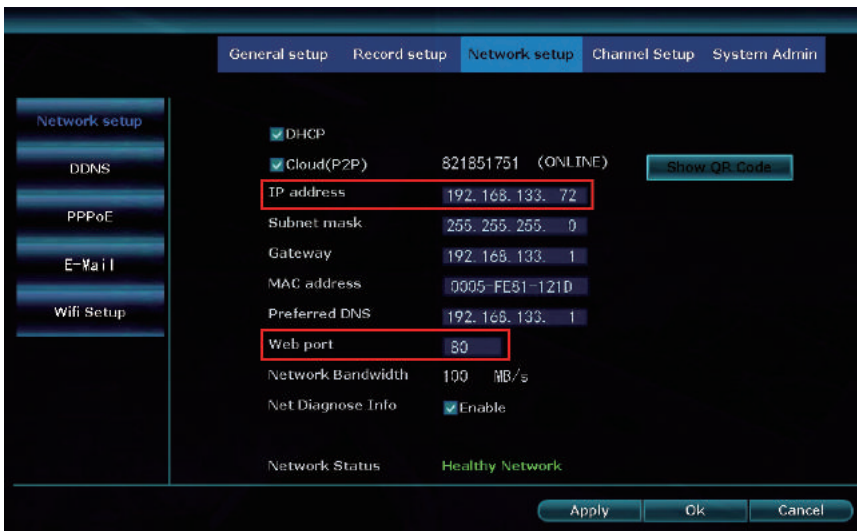 General setup Record setup Network setup Channel Setup System Admin
Network setup
DDNS
PPPoE
E-Mail
Wifi Setup
DHCP
Cloud(P2P) 821851751 (ONLINE) Show QR Code
IP address 192.168.133. 72
Subnet mask 255.255.255. 0
Gateway 192.168.133. 1
MAC address 0005-FE81-121D
Preferred DNS 192.168.133. 1
Web port 80
Network Bandwidth 100 MB/s
Net Diagnose Info Enable
Network Status Healthy Network
Apply Ok Cancel